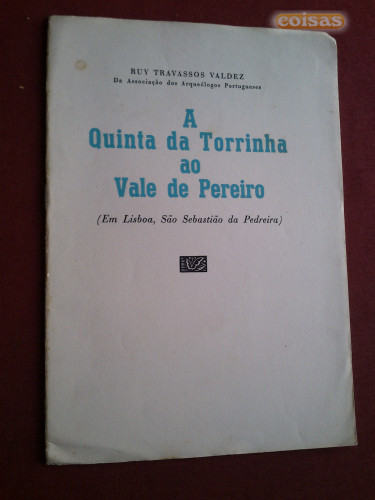 coisas
RUY TRAVASSOS VALDEZ
Da Associação dos Arqueólogos Portugueses
A
Quinta da Torrinha
ao
Vale de Pereiro
(Em Lisboa, São Sebastião da Pedreira)